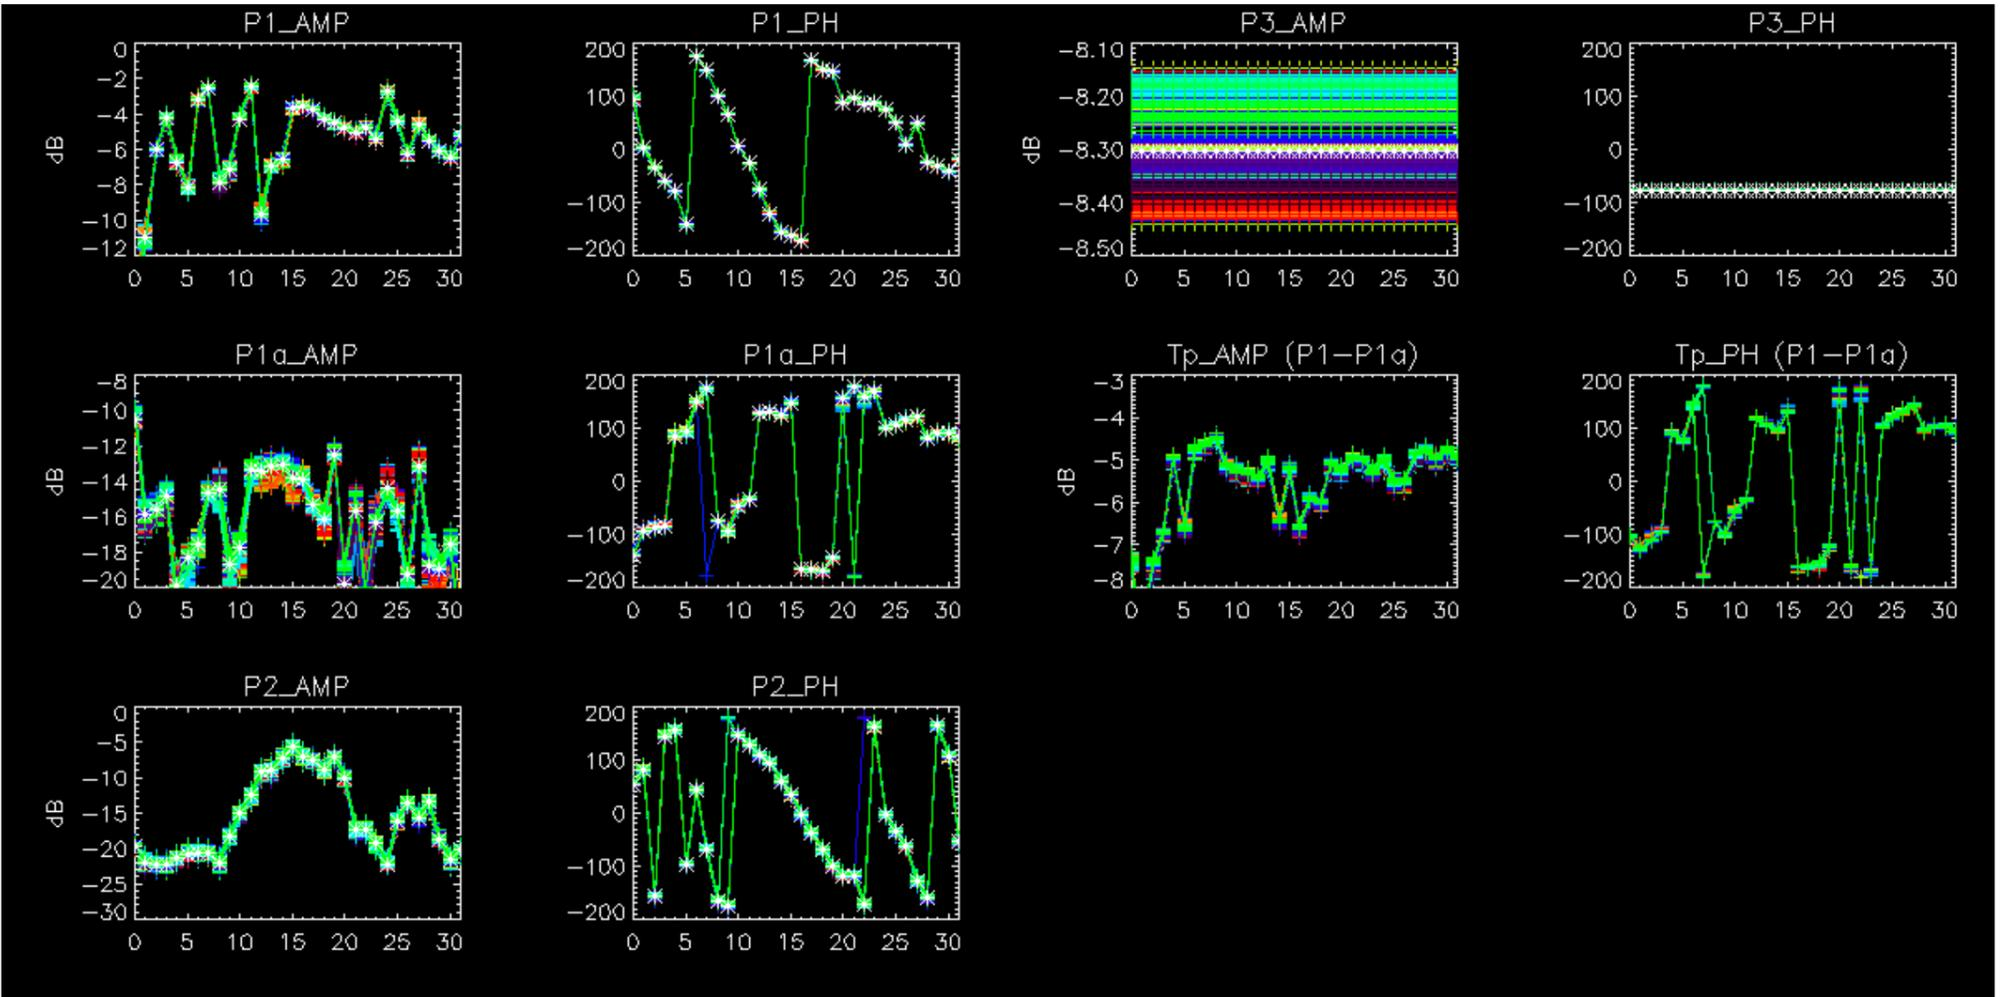 P1_AMP
0
-2
-4
-6
-8
-10
-12
dB
0 5 10 15 20 25 30
P1_PH
200
100
0
-100
-200
0 5 10 15 20 25 30
P3_AMP
-8.10
-8.20
-8.30
-8.40
-8.50
dB
0 5 10 15 20 25 30
P3_PH
200
100
0
-100
-200
0 5 10 15 20 25 30
P1a_AMP
-8
-10
-12
-14
-16
-18
-20
dB
0 5 10 15 20 25 30
P1a_PH
200
100
0
-100
-200
0 5 10 15 20 25 30
Tp_AMP (P1-P1a)
-3
-4
-5
-6
-7
-8
dB
0 5 10 15 20 25 30
Tp_PH (P1-P1a)
200
100
0
-100
-200
0 5 10 15 20 25 30
P2_AMP
0
-5
-10
-15
-20
-25
-30
dB
0 5 10 15 20 25 30
P2_PH
200
100
0
-100
-200
0 5 10 15 20 25 30